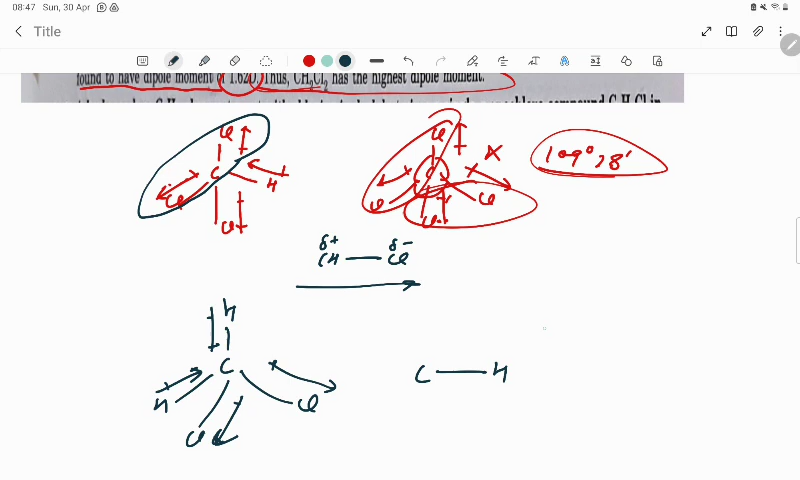 08:47 Sun, 30 Apr
Title
found to have dipole moment of 1.62D. Thus, CH₂Cl₂ has the highest dipole moment.
Cl
C
H
Cl
Cl
Cl
C
Cl
Cl
Cl
109°28'
δ+ δ−
CH — Cl
H
C
H
Cl
Cl
C — H